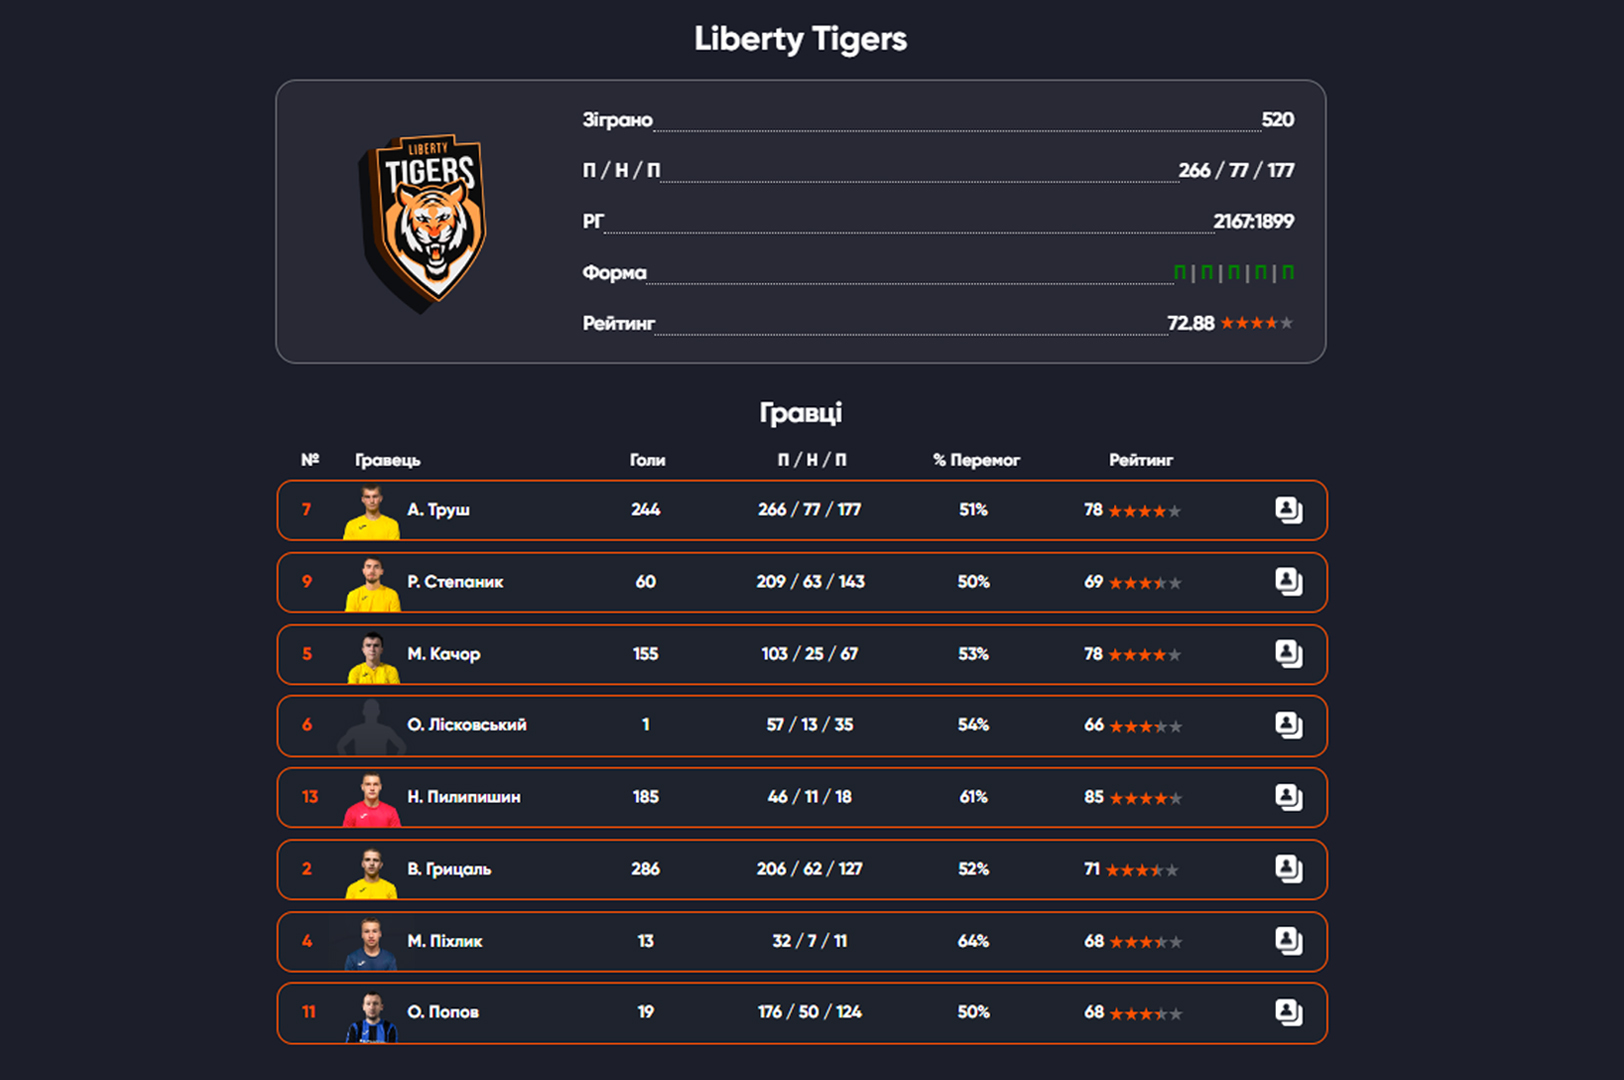 Liberty Tigers
LIBERTY
TIGERS
Зіграно 520
П / Н / П 266 / 77 / 177
РГ 2167:1899
Форма П | П | П | П | П
Рейтинг 72.88
Гравці
№ Гравець Голи П / Н / П % Перемог Рейтинг
7 А. Труш 244 266 / 77 / 177 51% 78
9 Р. Степаник 60 209 / 63 / 143 50% 69
5 М. Качор 155 103 / 25 / 67 53% 78
6 О. Лісковський 1 57 / 13 / 35 54% 66
13 Н. Пилипишин 185 46 / 11 / 18 61% 85
2 В. Грицаль 286 206 / 62 / 127 52% 71
4 М. Піхлик 13 32 / 7 / 11 64% 68
11 О. Попов 19 176 / 50 / 124 50% 68